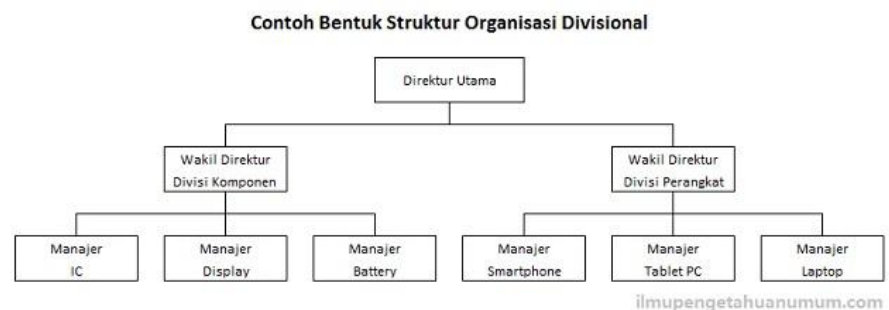 Contoh Bentuk Struktur Organisasi Divisional
Direktur Utama
Wakil Direktur
Divisi Komponen
Wakil Direktur
Divisi Perangkat
Manajer
IC
Manajer
Display
Manajer
Battery
Manajer
Smartphone
Manajer
Tablet PC
Manajer
Laptop
ilmupengetahuanumum.com